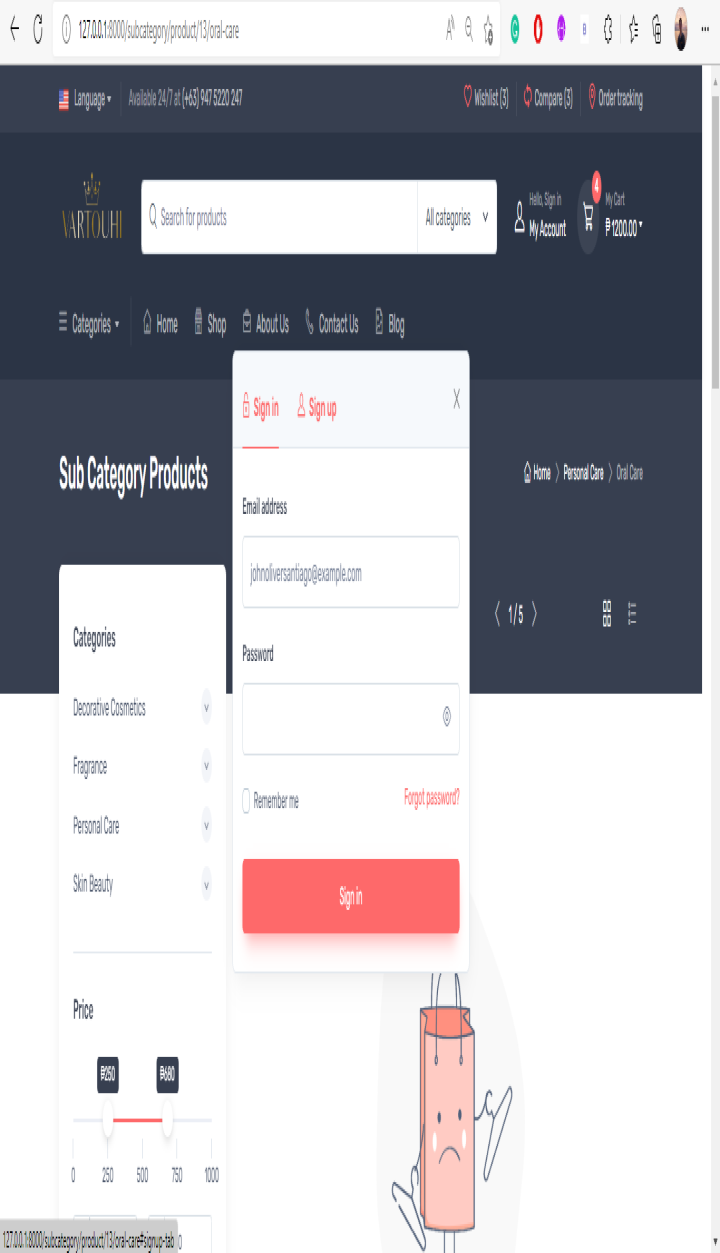 127.0.0.1:8000/subcategory/product/13/oral-care
Language
Available 24/7 at (+63) 947 5220 247
Wishlist (3)
Compare (3)
Order tracking
VARTOUHI
Search for products
All categories
Hello, Sign in
My Account
4
My Cart
₱1200.00
Categories
Home
Shop
About Us
Contact Us
Blog
Sign in
Sign up
Sub Category Products
Home > Personal Care > Oral Care
Email address
johnoliversantiago@example.com
1 / 5
Password
Remember me
Forgot password?
Sign in
Categories
Decorative Cosmetics
Fragrance
Personal Care
Skin Beauty
Price
₱250
₱680
0 250 500 750 1000
127.0.0.1:8000/subcategory/product/13/oral-care#signup-tab